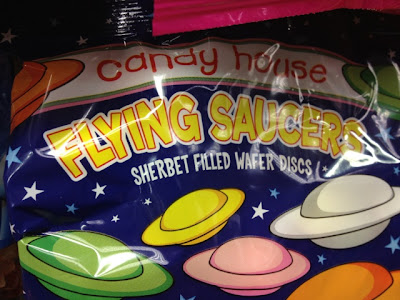 candy house
FLYING SAUCERS
SHERBET FILLED WAFER DISCS